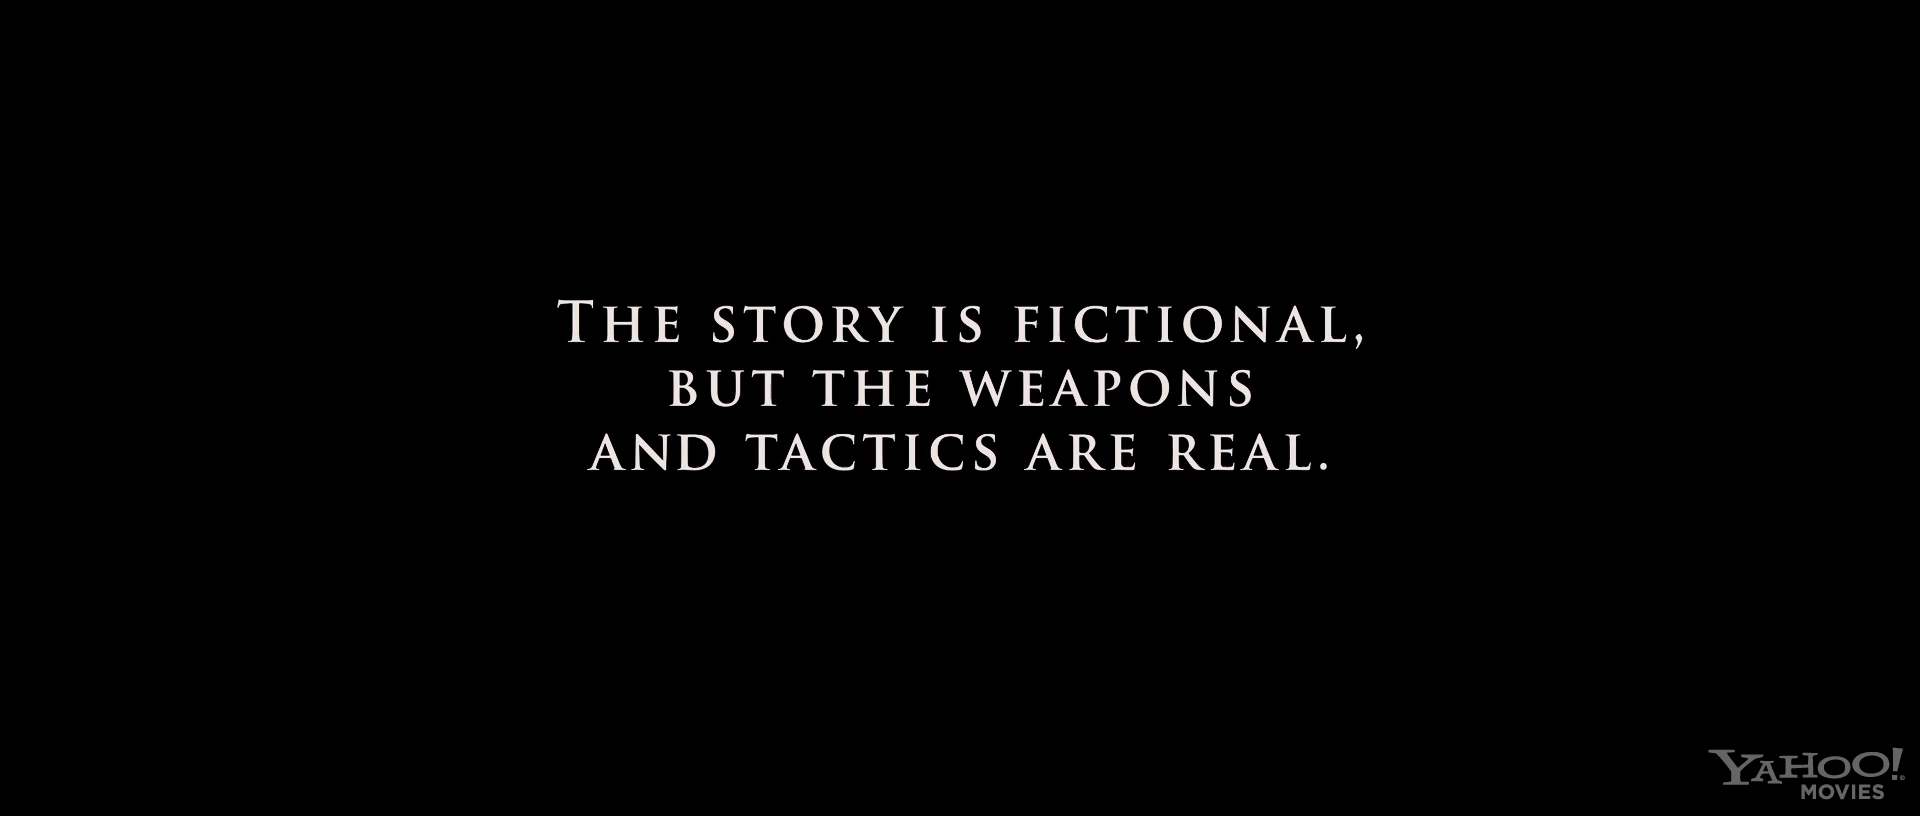 THE STORY IS FICTIONAL,
BUT THE WEAPONS
AND TACTICS ARE REAL.
YAHOO!
MOVIES